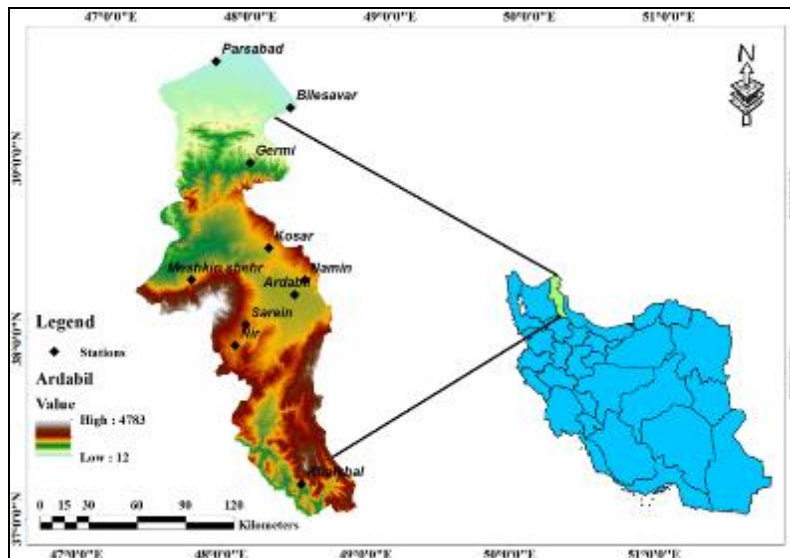 47°0'0"E 48°0'0"E 49°0'0"E 50°0'0"E 51°0'0"E
Parsabad
N
Bilesavar
39°0'0"N
Germi
Kosar
Meshkin shehr
Namin
Ardabil
Legend
Sarein
38°0'0"N
Nir
Stations
Ardabil
Value
High : 4783
Low : 12
0 15 30 60 90 120
Kilometers
37°0'0"N
47°0'0"E 48°0'0"E 49°0'0"E 50°0'0"E 51°0'0"E